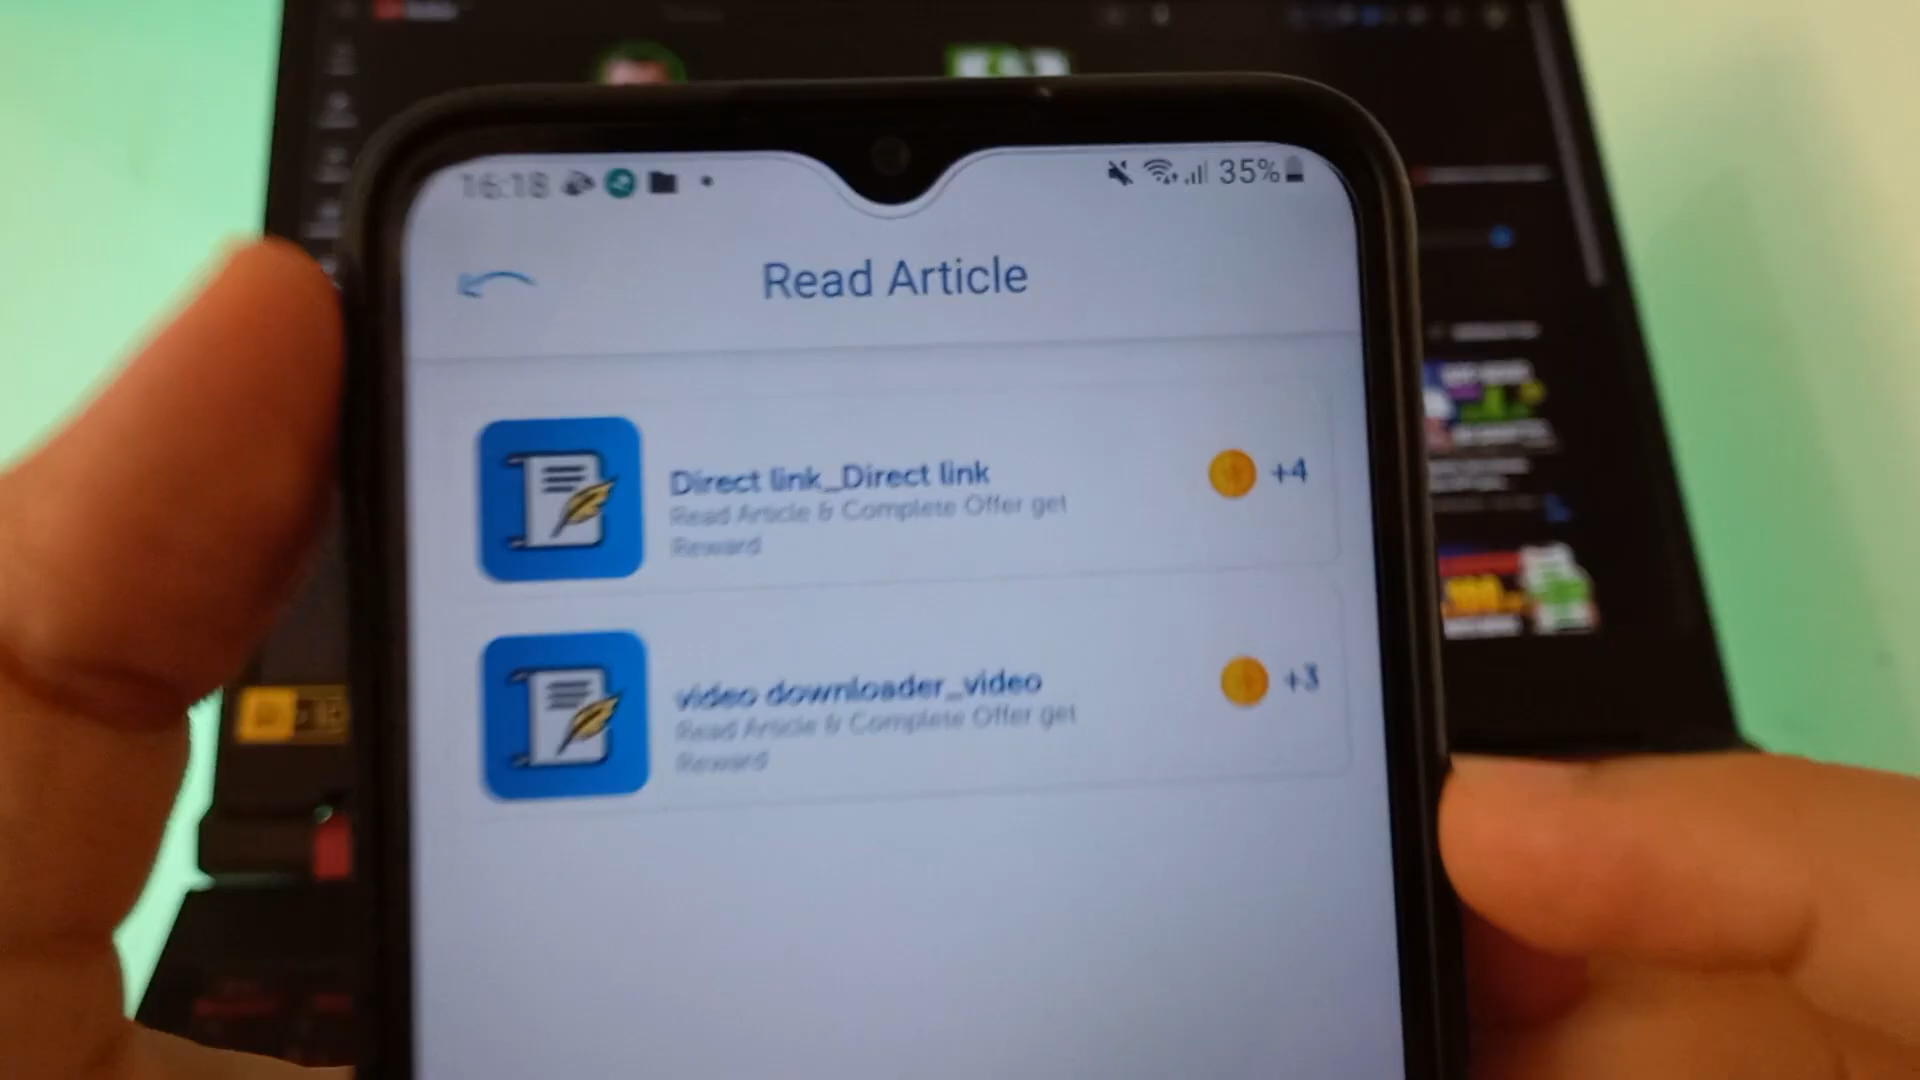 16:18
35%
Read Article
Direct link_Direct link
+4
Read Article & Complete Offer get
Reward
video downloader_video
+3
Read Article & Complete Offer get
Reward